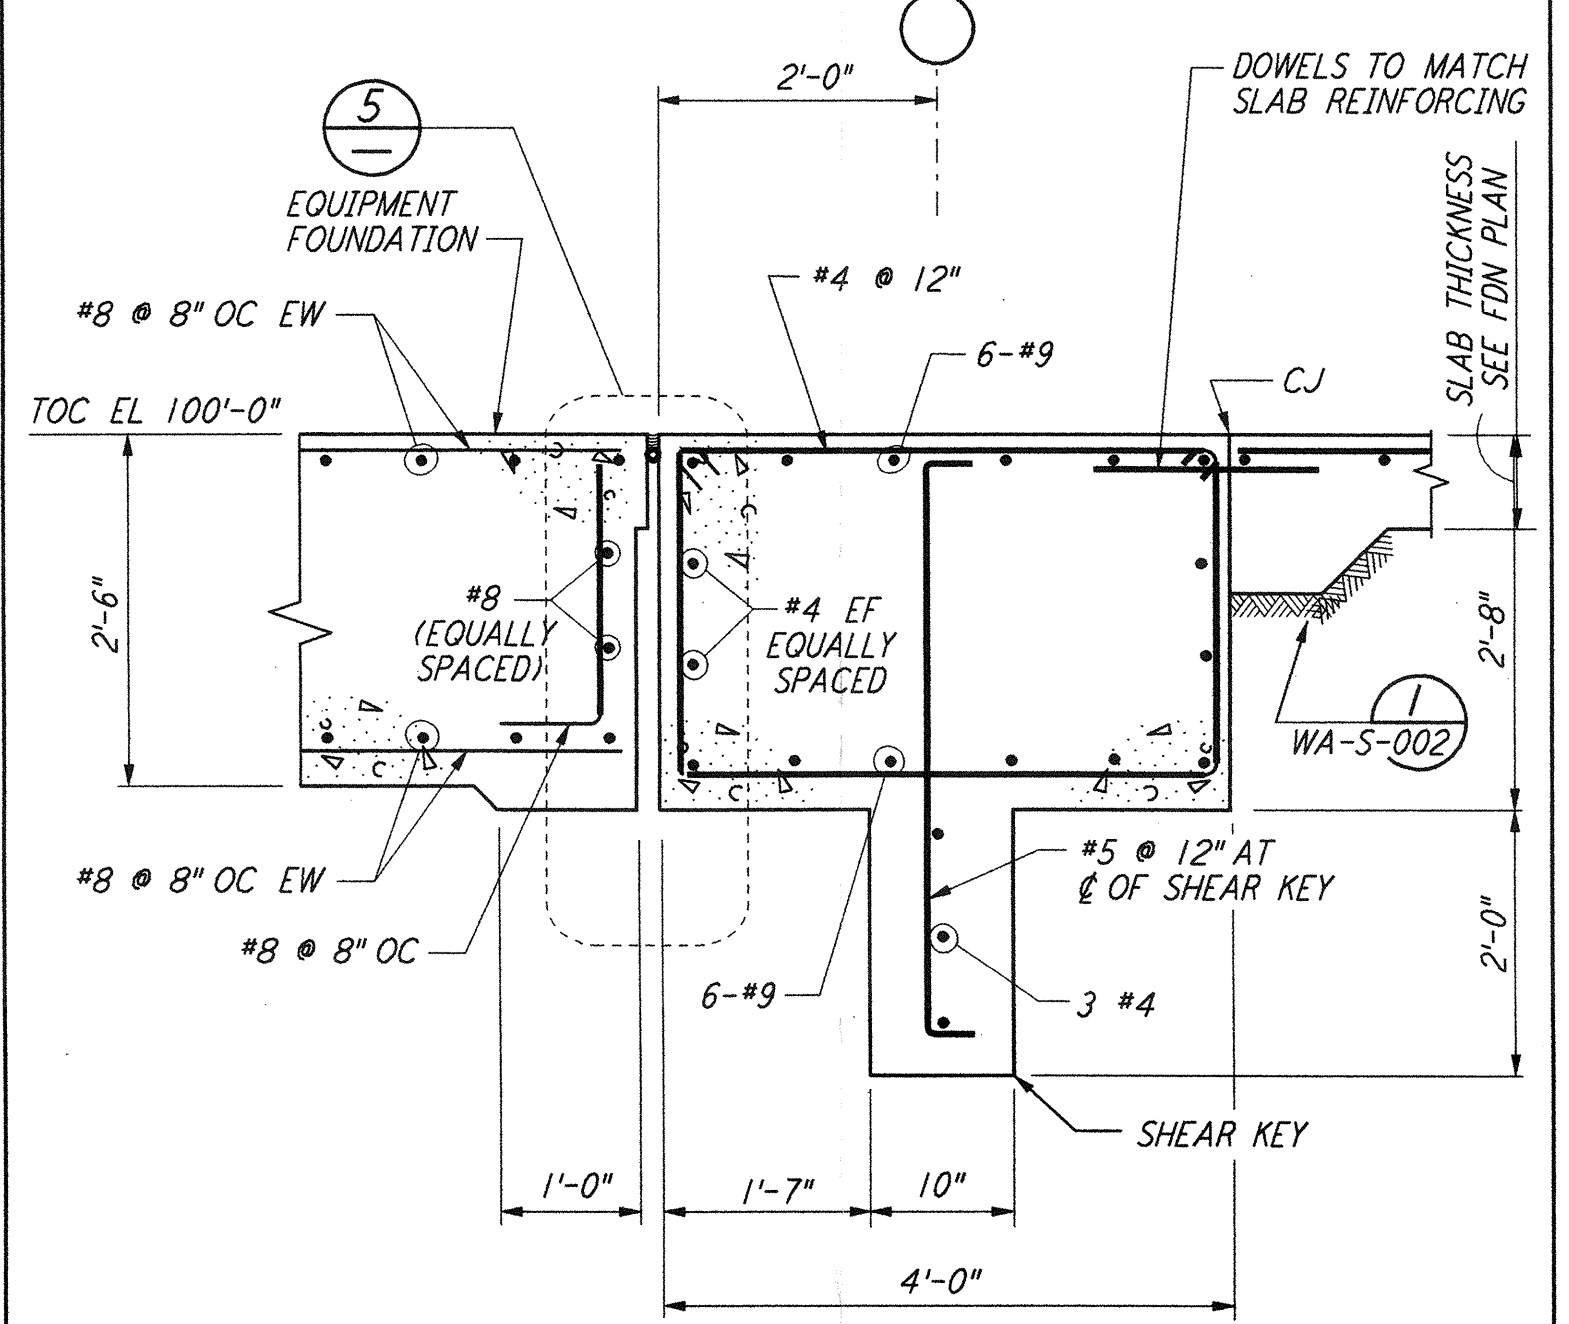 2'-0"
DOWELS TO MATCH
SLAB REINFORCING
5
EQUIPMENT
FOUNDATION
SLAB THICKNESS
SEE FDN PLAN
#4 @ 12"
#8 @ 8" OC EW
6-#9
CJ
TOC EL 100'-0"
2'-6"
#8
(EQUALLY
SPACED)
#4 EF
EQUALLY
SPACED
2'-8"
1
WA-S-002
#8 @ 8" OC EW
#5 @ 12" AT
℄ OF SHEAR KEY
#8 @ 8" OC
6-#9
3 #4
2'-0"
SHEAR KEY
1'-0"
1'-7"
10"
4'-0"